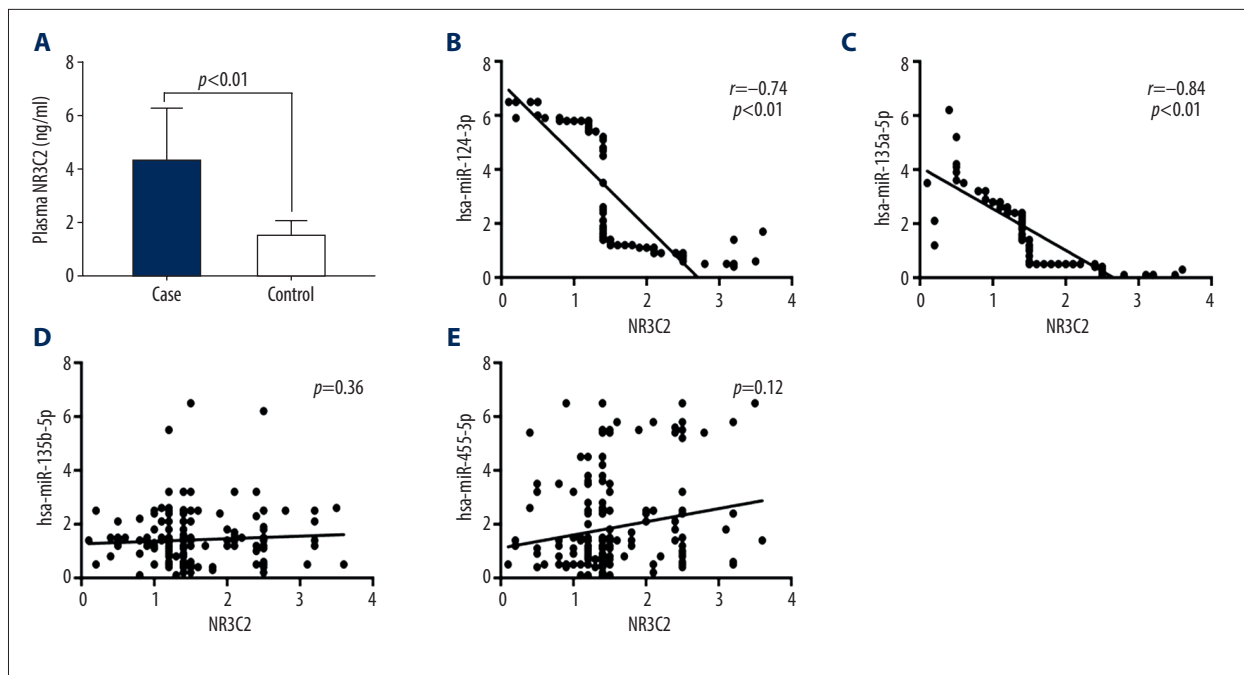 A
Plasma NR3C2 (ng/ml)
8
6
4
2
0
p<0.01
Case
Control
B
hsa-miR-124-3p
8
6
4
2
0
r=–0.74
p<0.01
0 1 2 3 4
NR3C2
C
hsa-miR-135a-5p
8
6
4
2
0
r=–0.84
p<0.01
0 1 2 3 4
NR3C2
D
hsa-miR-135b-5p
8
6
4
2
0
p=0.36
0 1 2 3 4
NR3C2
E
hsa-miR-455-5p
8
6
4
2
0
p=0.12
0 1 2 3 4
NR3C2